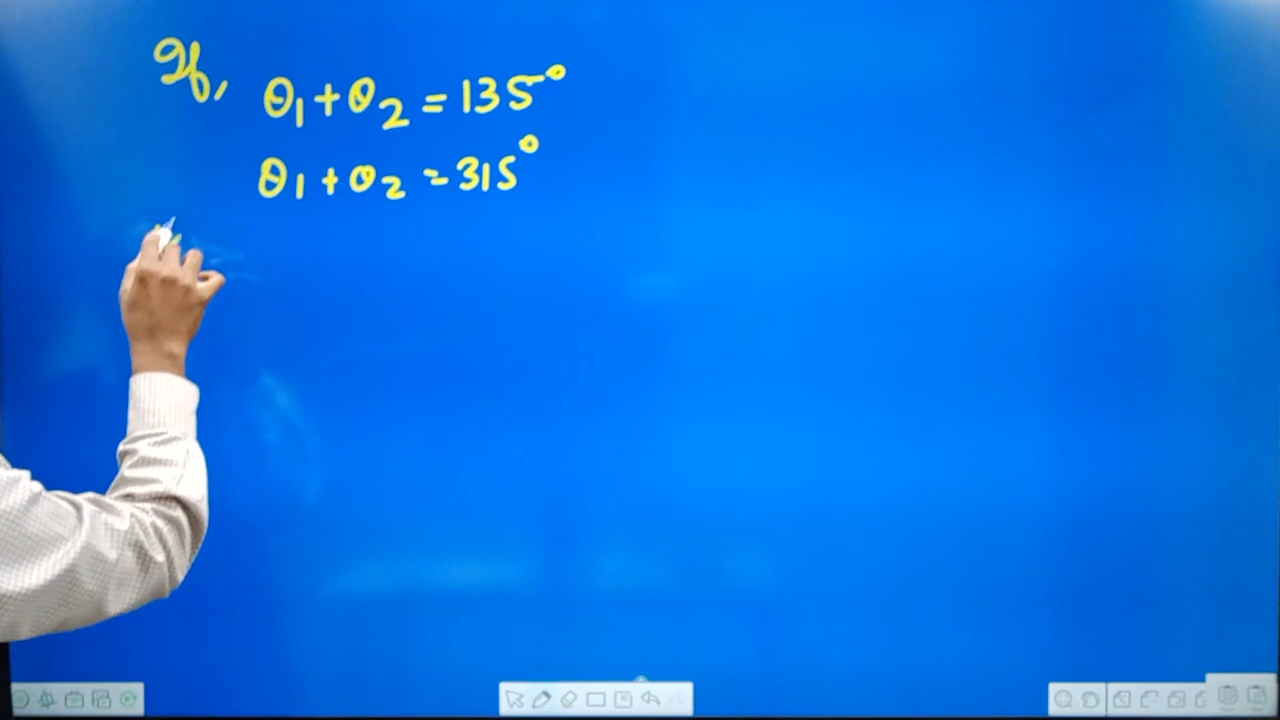 If, θ₁+θ₂ = 135°
θ₁+θ₂ = 315°